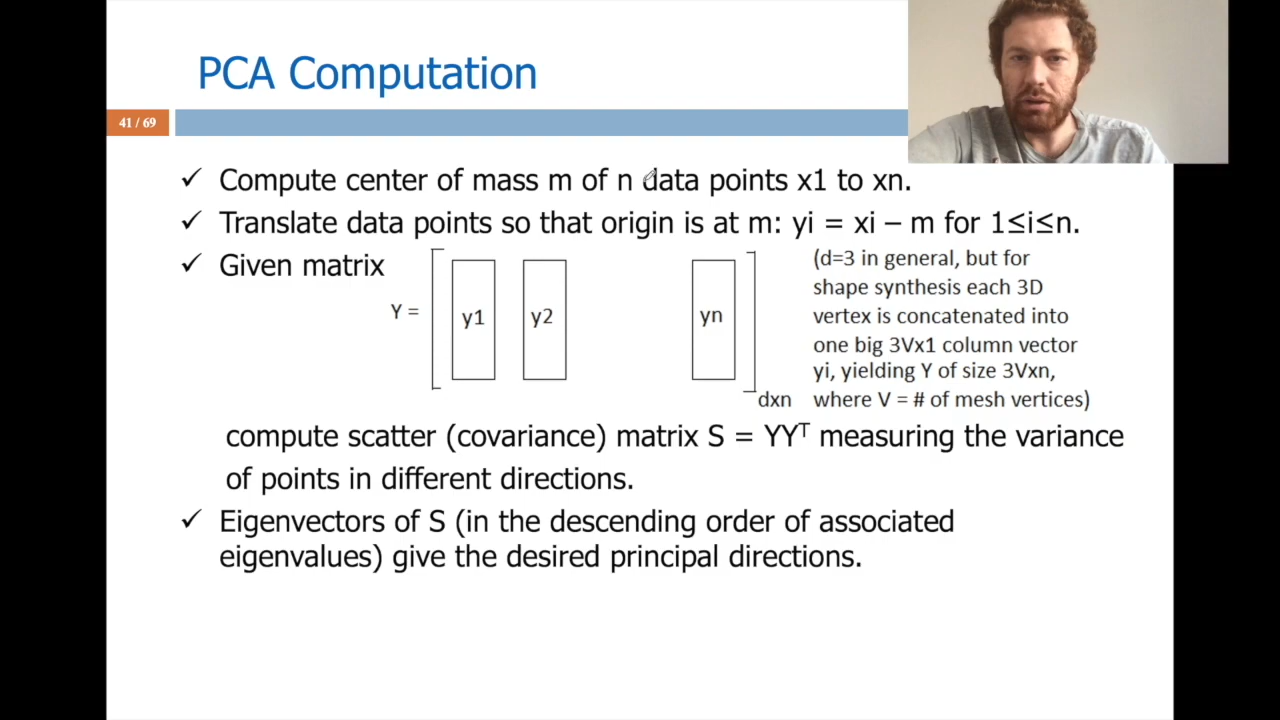 PCA Computation
41 / 69
✓ Compute center of mass m of n data points x1 to xn.
✓ Translate data points so that origin is at m: yi = xi – m for 1≤i≤n.
✓ Given matrix
Y =
y1
y2
yn
dxn
(d=3 in general, but for
shape synthesis each 3D
vertex is concatenated into
one big 3Vx1 column vector
yi, yielding Y of size 3Vxn,
where V = # of mesh vertices)
compute scatter (covariance) matrix S = YYᵀ measuring the variance
of points in different directions.
✓ Eigenvectors of S (in the descending order of associated
eigenvalues) give the desired principal directions.